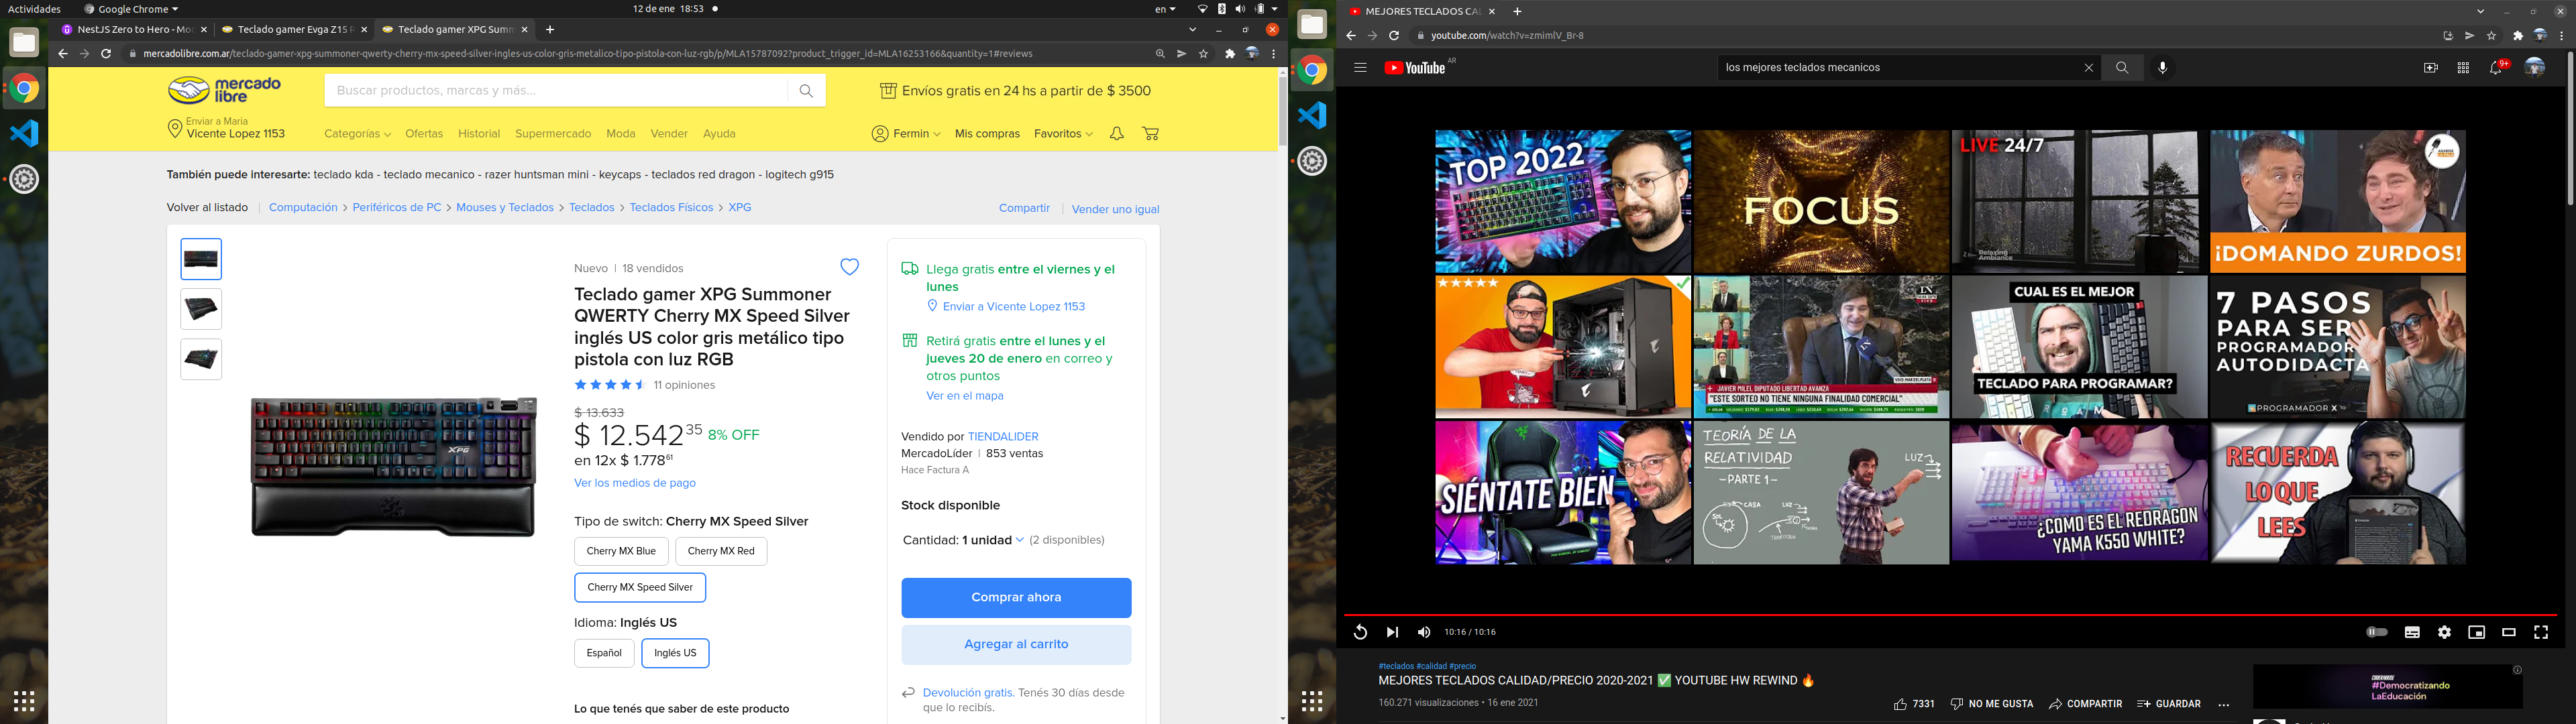 Actividades
Google Chrome
12 de ene 18:53
en
NestJS Zero to Hero - Mo
Teclado gamer Evga Z15 R
Teclado gamer XPG Summ
mercadolibre.com.ar/teclado-gamer-xpg-summoner-qwerty-cherry-mx-speed-silver-ingles-us-color-gris-metalico-tipo-pistola-con-luz-rgb/p/MLA15787092?product_trigger_id=MLA16253166&quantity=1#reviews
mercado
libre
Buscar productos, marcas y más...
Envíos gratis en 24 hs a partir de $ 3500
Enviar a Maria
Vicente Lopez 1153
Categorías Ofertas Historial Supermercado Moda Vender Ayuda
Fermin Mis compras Favoritos
También puede interesarte: teclado kda - teclado mecanico - razer huntsman mini - keycaps - teclados red dragon - logitech g915
Volver al listado | Computación > Periféricos de PC > Mouses y Teclados > Teclados > Teclados Físicos > XPG
Compartir | Vender uno igual
XPG
Nuevo | 18 vendidos
Teclado gamer XPG Summoner
QWERTY Cherry MX Speed Silver
inglés US color gris metálico tipo
pistola con luz RGB
11 opiniones
$ 13.633
$ 12.542 35 8% OFF
en 12x $ 1.778 61
Ver los medios de pago
Tipo de switch: Cherry MX Speed Silver
Cherry MX Blue
Cherry MX Red
Cherry MX Speed Silver
Idioma: Inglés US
Español
Inglés US
Lo que tenés que saber de este producto
Llega gratis entre el viernes y el
lunes
Enviar a Vicente Lopez 1153
Retirá gratis entre el lunes y el
jueves 20 de enero en correo y
otros puntos
Ver en el mapa
Vendido por TIENDALIDER
MercadoLíder | 853 ventas
Hace Factura A
Stock disponible
Cantidad: 1 unidad (2 disponibles)
Comprar ahora
Agregar al carrito
Devolución gratis. Tenés 30 días desde
que lo recibís.
MEJORES TECLADOS CAL
youtube.com/watch?v=zmimlV_Br-8
YouTube AR
los mejores teclados mecanicos
9+
TOP 2022
FOCUS
LIVE 24/7
Relaxing
Ambiance
¡DOMANDO ZURDOS!
JAVIER MILEI, DIPUTADO LIBERTAD AVANZA
"ESTE SORTEO NO TIENE NINGUNA FINALIDAD COMERCIAL"
CUAL ES EL MEJOR
TECLADO PARA PROGRAMAR?
7 PASOS
PARA SER
PROGRAMADOR
AUTODIDACTA
PROGRAMADOR X
SIÉNTATE BIEN
TEORÍA DE LA
RELATIVIDAD
-PARTE 1-
SOL
CASA
LUZ
LUZ
¿COMO ES EL REDRAGON
YAMA K550 WHITE?
RECUERDA
LO QUE
LEES
10:16 / 10:16
#teclados #calidad #precio
MEJORES TECLADOS CALIDAD/PRECIO 2020-2021 ✅ YOUTUBE HW REWIND 🔥
160.271 visualizaciones • 16 ene 2021
7331
NO ME GUSTA
COMPARTIR
GUARDAR
CODERHOUSE
#Democratizando
LaEducación